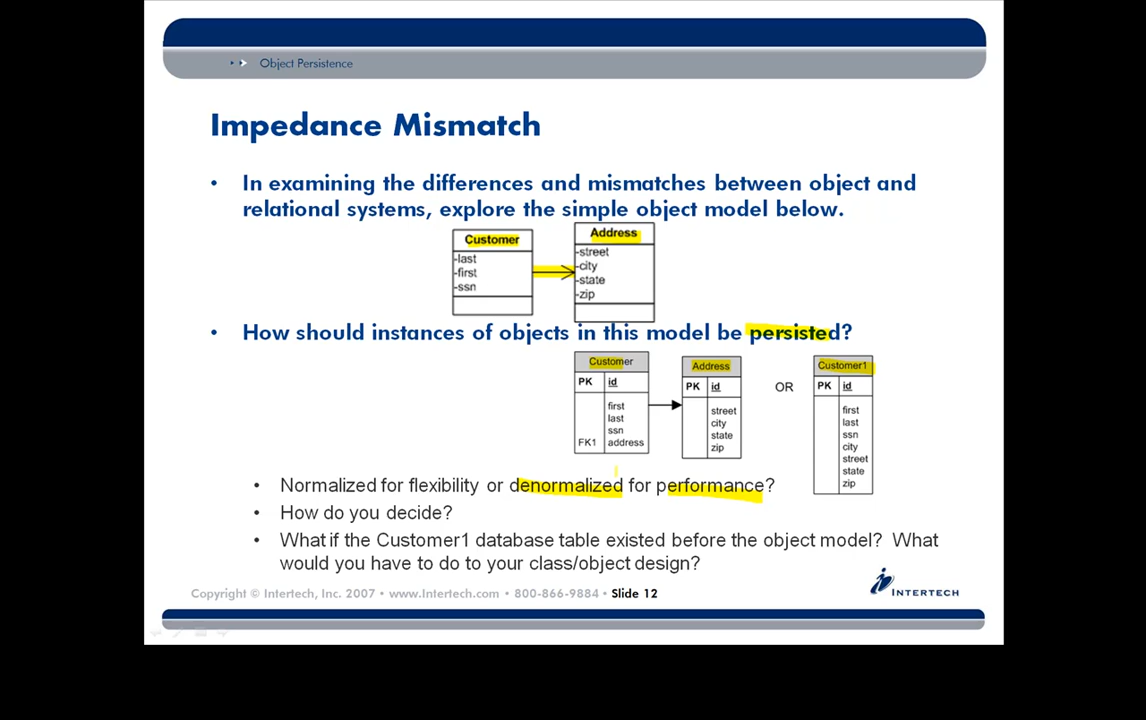 Object Persistence
Impedance Mismatch
• In examining the differences and mismatches between object and
relational systems, explore the simple object model below.
Customer
-last
-first
-ssn
Address
-street
-city
-state
-zip
• How should instances of objects in this model be persisted?
Customer
PK id
first
last
ssn
FK1 address
Address
PK id
street
city
state
zip
OR
Customer1
PK id
first
last
ssn
city
street
state
zip
• Normalized for flexibility or denormalized for performance?
• How do you decide?
• What if the Customer1 database table existed before the object model? What
would you have to do to your class/object design?
Copyright © Intertech, Inc. 2007 • www.Intertech.com • 800-866-9884 • Slide 12
INTERTECH